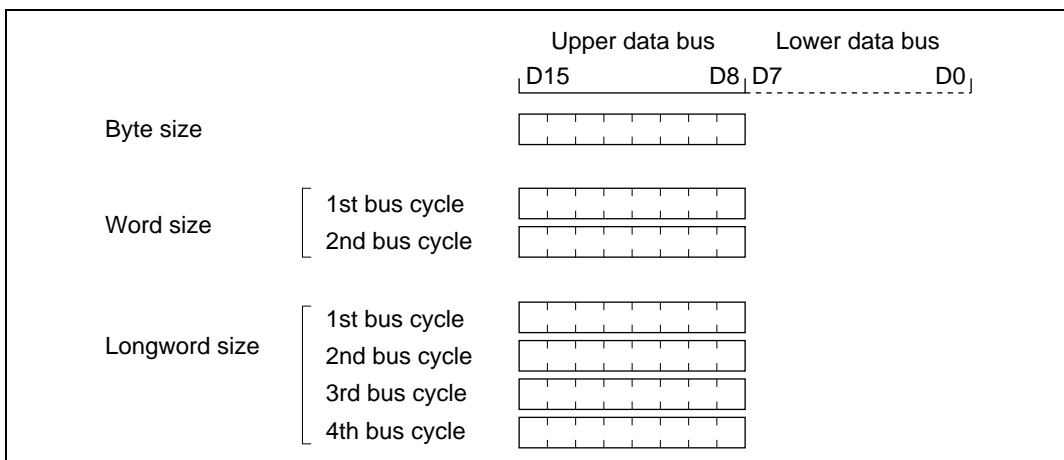 Upper data bus Lower data bus
D15 D8 D7 D0
Byte size
Word size
1st bus cycle
2nd bus cycle
Longword size
1st bus cycle
2nd bus cycle
3rd bus cycle
4th bus cycle